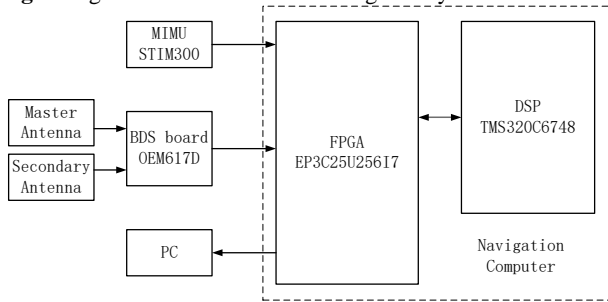 MIMU
STIM300
Master
Antenna
BDS board
OEM617D
Secondary
Antenna
PC
FPGA
EP3C25U256I7
DSP
TMS320C6748
Navigation
Computer